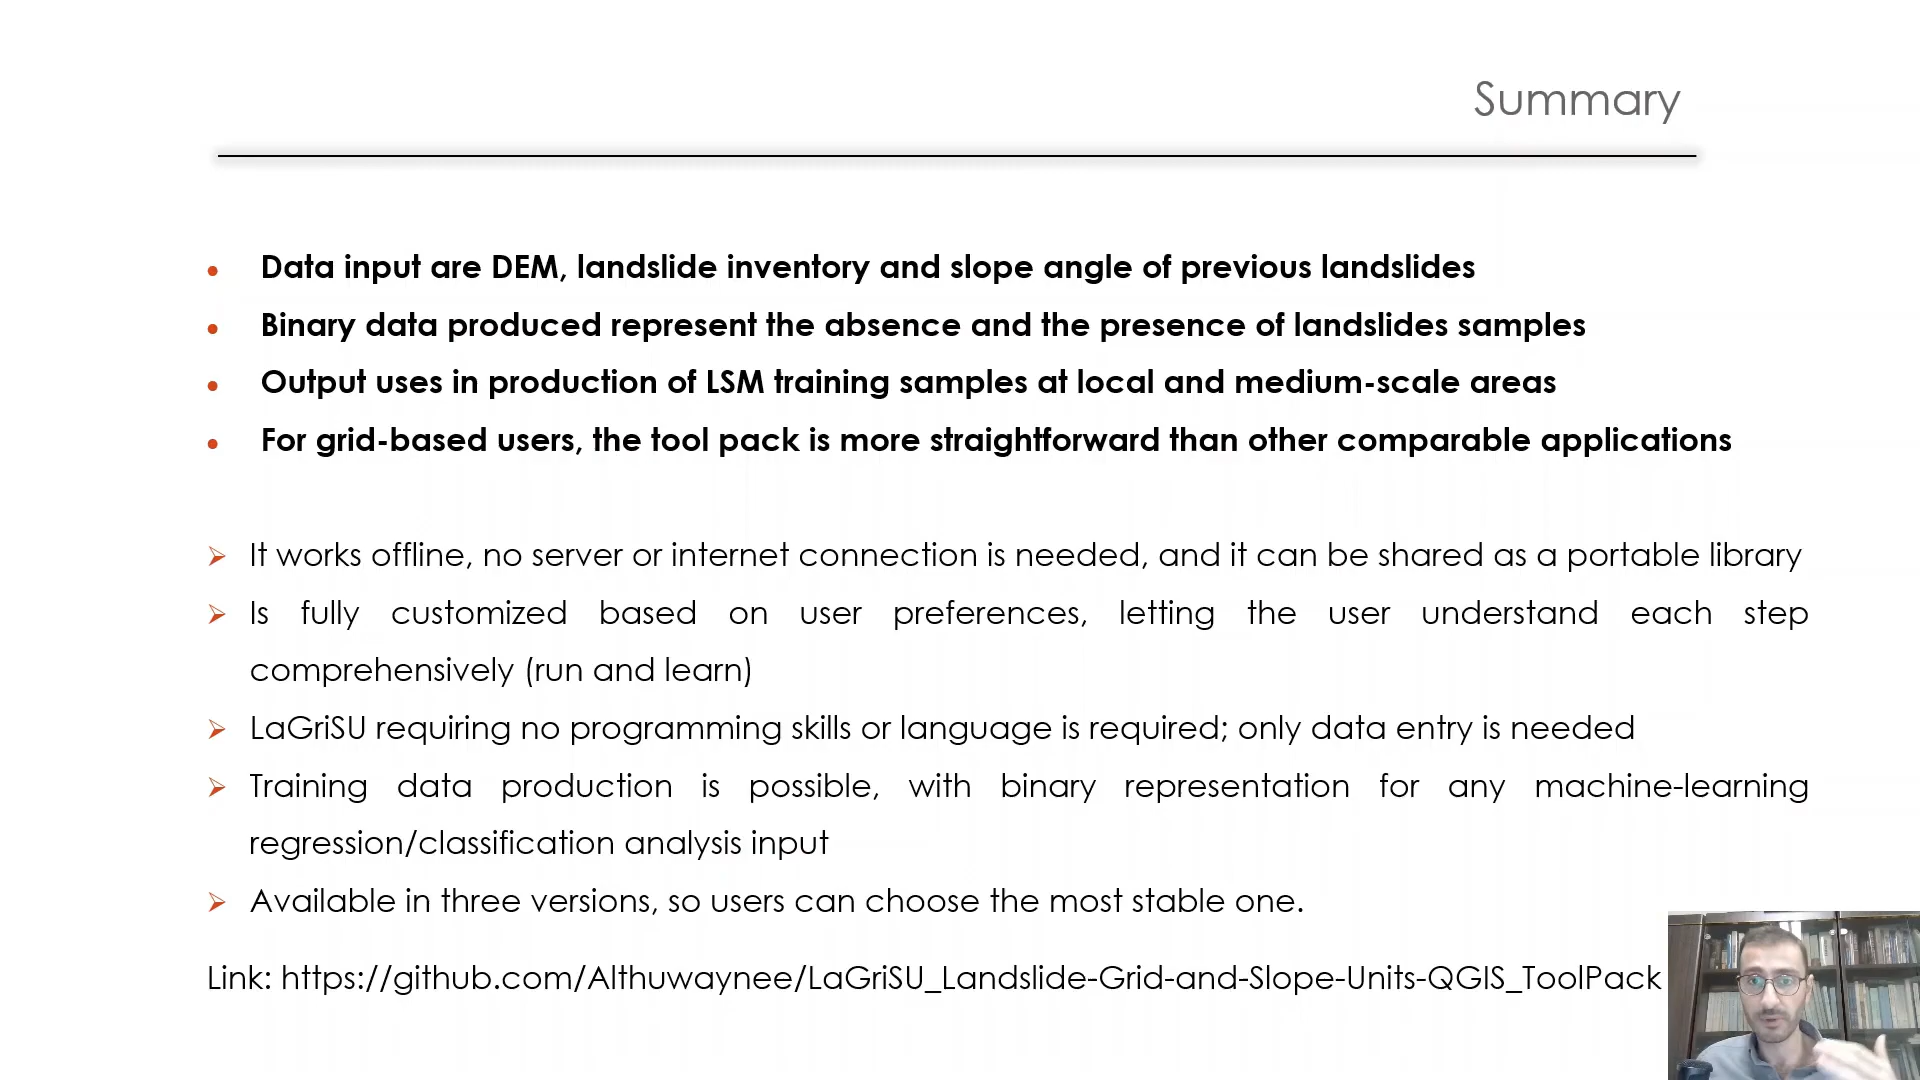 Summary
Data input are DEM, landslide inventory and slope angle of previous landslides
Binary data produced represent the absence and the presence of landslides samples
Output uses in production of LSM training samples at local and medium-scale areas
For grid-based users, the tool pack is more straightforward than other comparable applications
It works offline, no server or internet connection is needed, and it can be shared as a portable library
Is fully customized based on user preferences, letting the user understand each step
comprehensively (run and learn)
LaGriSU requiring no programming skills or language is required; only data entry is needed
Training data production is possible, with binary representation for any machine-learning
regression/classification analysis input
Available in three versions, so users can choose the most stable one.
Link: https://github.com/Althuwaynee/LaGriSU_Landslide-Grid-and-Slope-Units-QGIS_ToolPack